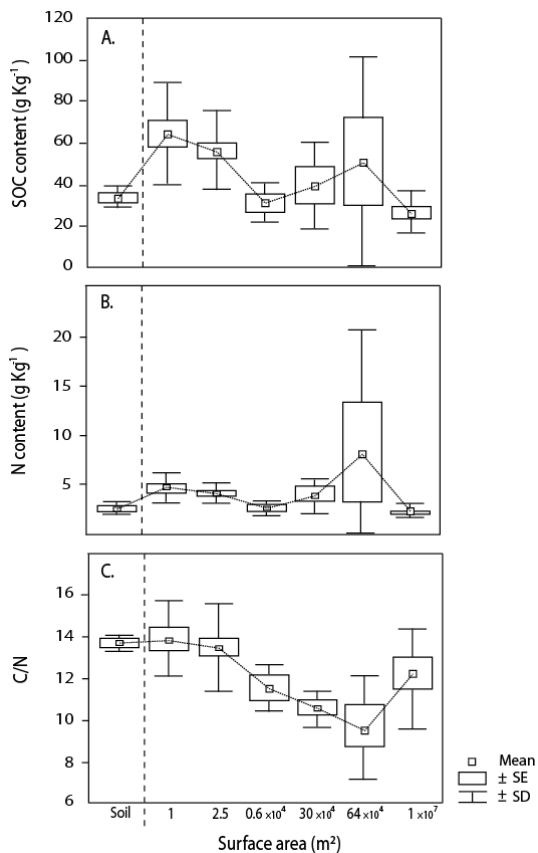 A.
SOC content (g Kg⁻¹)
120
100
80
60
40
20
0
B.
N content (g Kg⁻¹)
20
15
10
5
C.
C/N
16
14
12
10
8
6
Soil 1 2.5 0.6 ×10⁴ 30 ×10⁴ 64 ×10⁴ 1 ×10⁷
Surface area (m²)
Mean
± SE
± SD